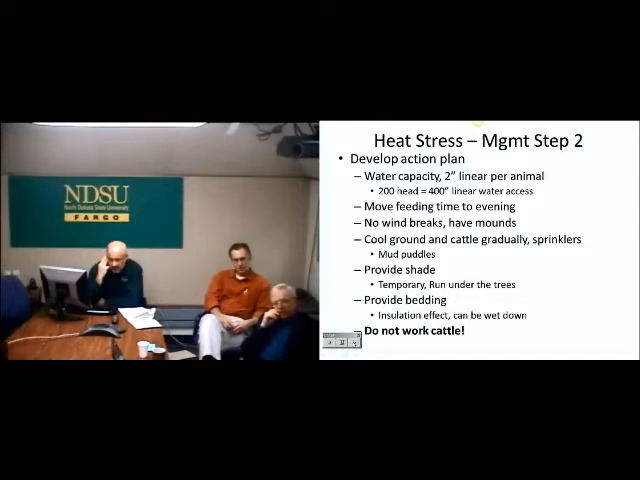 NDSU
North Dakota State University
FARGO
Heat Stress – Mgmt Step 2
• Develop action plan
– Water capacity, 2” linear per animal
• 200 head = 400” linear water access
– Move feeding time to evening
– No wind breaks, have mounds
– Cool ground and cattle gradually, sprinklers
• Mud puddles
– Provide shade
• Temporary, Run under the trees
– Provide bedding
• Insulation effect, can be wet down
– Do not work cattle!